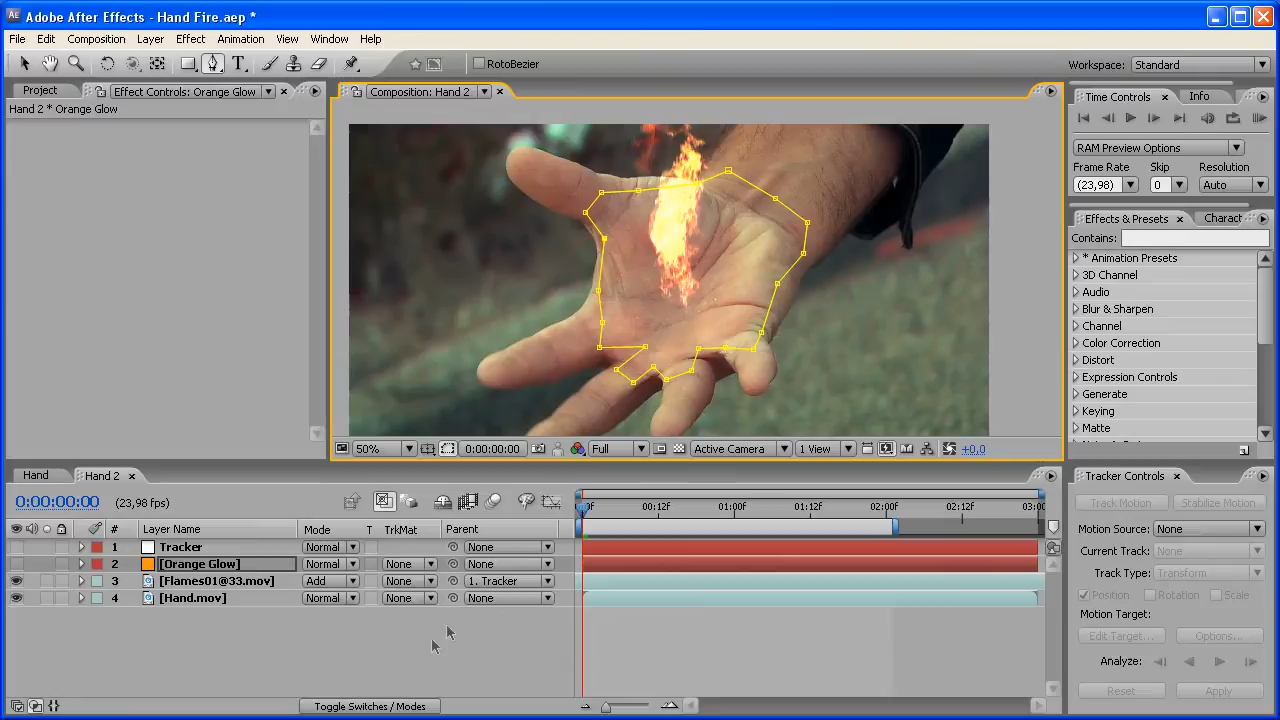 Adobe After Effects - Hand Fire.aep *
File Edit Composition Layer Effect Animation View Window Help
RotoBezier
Workspace: Standard
Project
Effect Controls: Orange Glow
Hand 2 * Orange Glow
Composition: Hand 2
50%
0:00:00:00
Full
Active Camera
1 View
+0,0
Time Controls
Info
RAM Preview Options
Frame Rate Skip Resolution
(23,98) 0 Auto
Effects & Presets
Charact
Contains:
* Animation Presets
3D Channel
Audio
Blur & Sharpen
Channel
Color Correction
Distort
Expression Controls
Generate
Keying
Matte
Hand
Hand 2
0:00:00:00 (23,98 fps)
# Layer Name Mode T TrkMat Parent
1 Tracker Normal None
2 [Orange Glow] Normal None None
3 [Flames01@33.mov] Add None 1. Tracker
4 [Hand.mov] Normal None None
00:12F 01:00F 01:12F 02:00F 02:12F 03:00
Toggle Switches / Modes
Tracker Controls
Track Motion Stabilize Motion
Motion Source: None
Current Track: None
Track Type: Transform
Position Rotation Scale
Motion Target:
Edit Target... Options...
Analyze:
Reset Apply